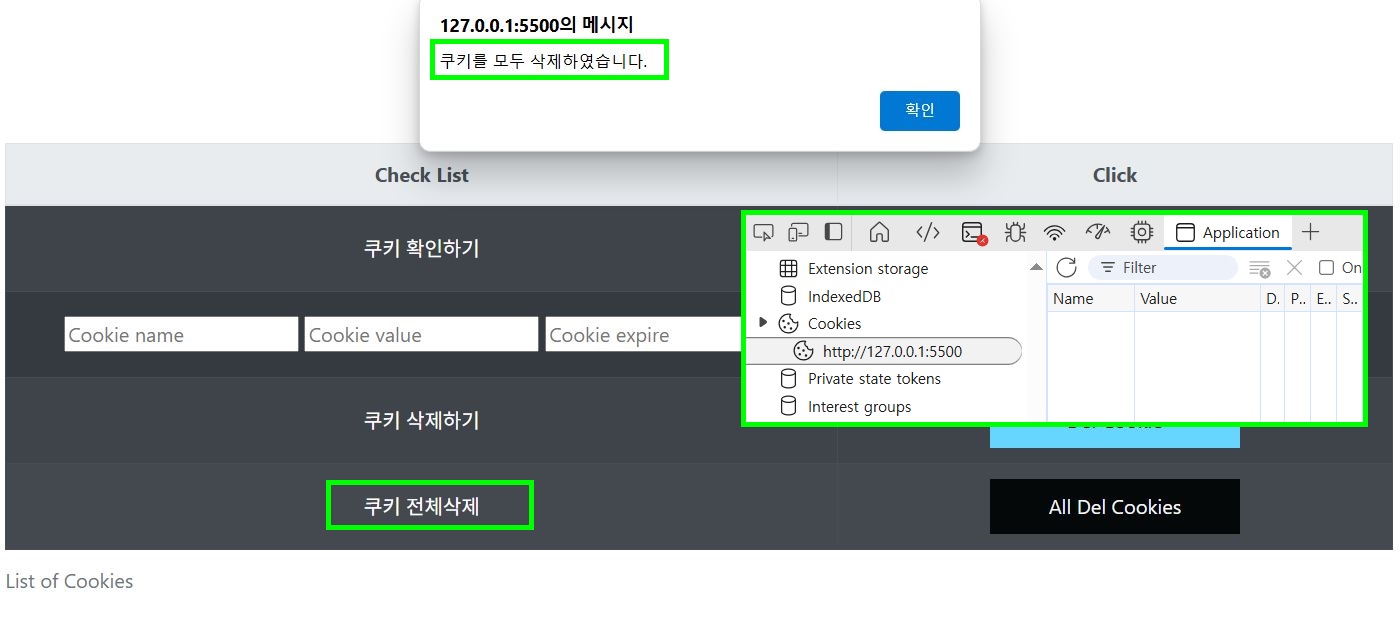 127.0.0.1:5500의 메시지
쿠키를 모두 삭제하였습니다.
확인
Check List
Click
쿠키 확인하기
Cookie name
Cookie value
Cookie expire
쿠키 삭제하기
쿠키 전체삭제
All Del Cookies
Application
Extension storage
IndexedDB
Cookies
http://127.0.0.1:5500
Private state tokens
Interest groups
Filter
On
Name Value D. P.. E.. S..
List of Cookies